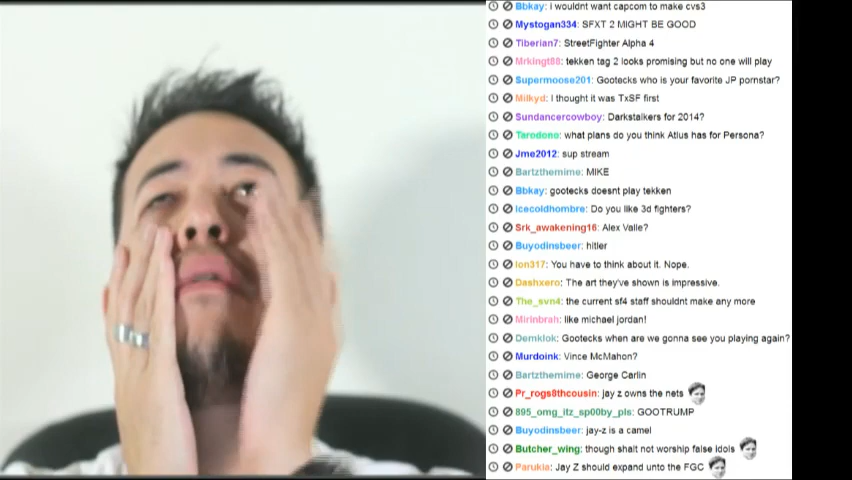 Bbkay: i wouldnt want capcom to make cvs3
Mystogan334: SFXT 2 MIGHT BE GOOD
Tiberian7: StreetFighter Alpha 4
Mrkingt88: tekken tag 2 looks promising but no one will play
Supermoose201: Gootecks who is your favorite JP pornstar?
Milkyd: I thought it was TxSF first
Sundancercowboy: Darkstalkers for 2014?
Tarodono: what plans do you think Atlus has for Persona?
Jme2012: sup stream
Bartzthemime: MIKE
Bbkay: gootecks doesnt play tekken
Icecoldhombre: Do you like 3d fighters?
Srk_awakening16: Alex Valle?
Buyodinsbeer: hitler
Ion317: You have to think about it. Nope.
Dashxero: The art they've shown is impressive.
The_svn4: the current sf4 staff shouldnt make any more
Mirinbrah: like michael jordan!
Demklok: Gootecks when are we gonna see you playing again?
Murdoink: Vince McMahon?
Bartzthemime: George Carlin
Pr_rogs8thcousin: jay z owns the nets
895_omg_itz_sp00by_pls: GOOTRUMP
Buyodinsbeer: jay-z is a camel
Butcher_wing: though shalt not worship false idols
Parukia: Jay Z should expand unto the FGC